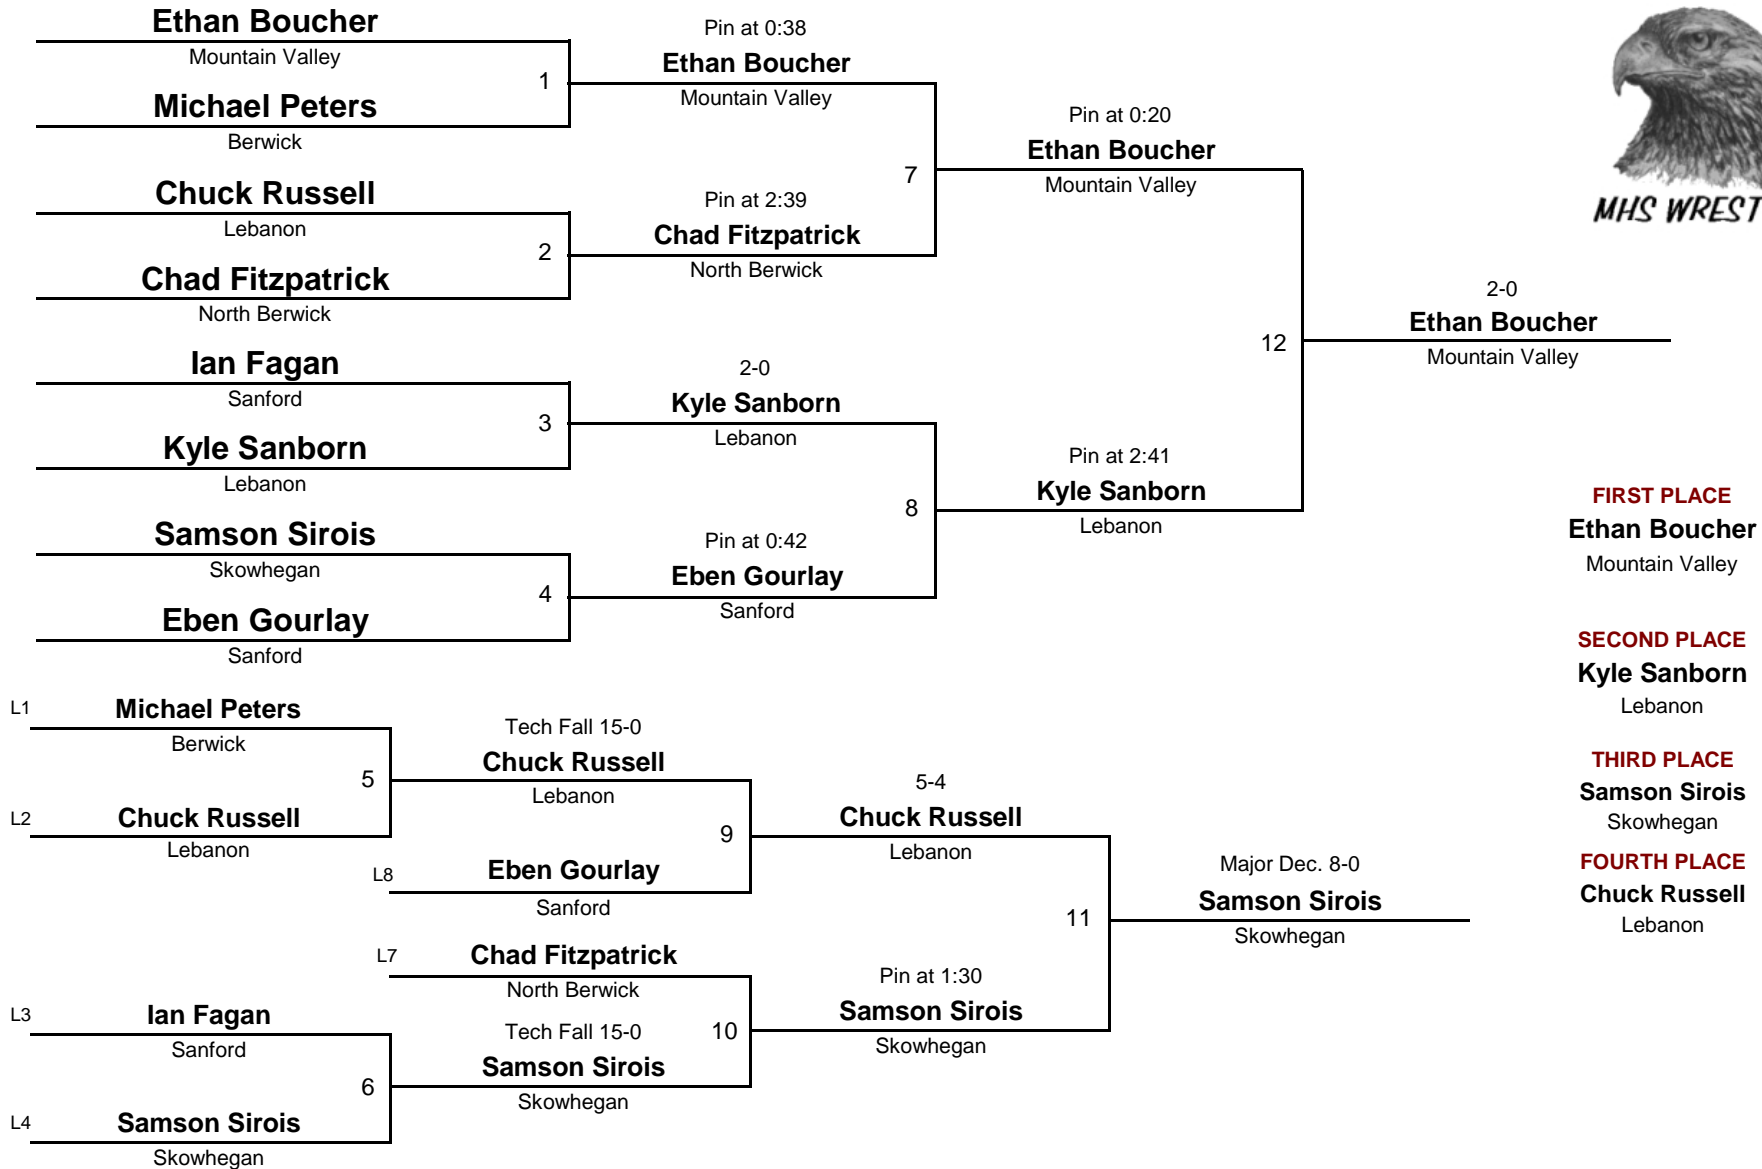 Ethan Boucher
Mountain Valley
1
Michael Peters
Berwick
Chuck Russell
Lebanon
2
Chad Fitzpatrick
North Berwick
Ian Fagan
Sanford
3
Kyle Sanborn
Lebanon
Samson Sirois
Skowhegan
4
Eben Gourlay
Sanford
Pin at 0:38
Ethan Boucher
Mountain Valley
7
Pin at 2:39
Chad Fitzpatrick
North Berwick
2-0
Kyle Sanborn
Lebanon
8
Pin at 0:42
Eben Gourlay
Sanford
Pin at 0:20
Ethan Boucher
Mountain Valley
12
Pin at 2:41
Kyle Sanborn
Lebanon
2-0
Ethan Boucher
Mountain Valley
MHS WREST
L1
Michael Peters
Berwick
5
L2
Chuck Russell
Lebanon
L3
Ian Fagan
Sanford
6
L4
Samson Sirois
Skowhegan
Tech Fall 15-0
Chuck Russell
Lebanon
9
L8
Eben Gourlay
Sanford
L7
Chad Fitzpatrick
North Berwick
10
Tech Fall 15-0
Samson Sirois
Skowhegan
5-4
Chuck Russell
Lebanon
11
Pin at 1:30
Samson Sirois
Skowhegan
Major Dec. 8-0
Samson Sirois
Skowhegan
FIRST PLACE
Ethan Boucher
Mountain Valley
SECOND PLACE
Kyle Sanborn
Lebanon
THIRD PLACE
Samson Sirois
Skowhegan
FOURTH PLACE
Chuck Russell
Lebanon